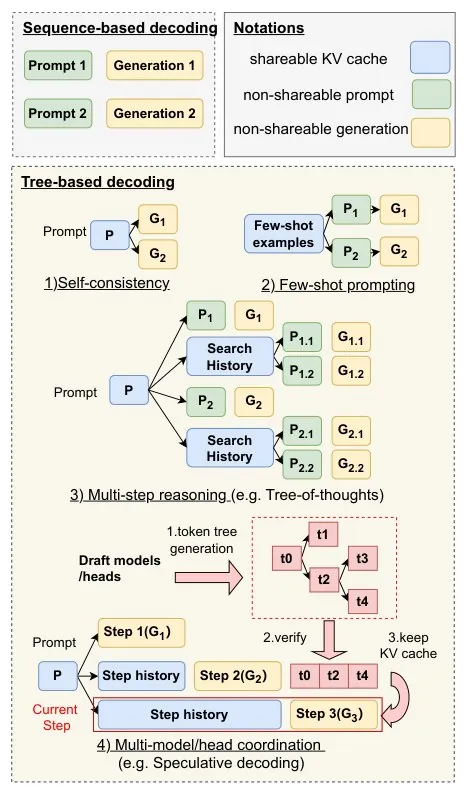 Sequence-based decoding
Prompt 1
Generation 1
Prompt 2
Generation 2
Notations
shareable KV cache
non-shareable prompt
non-shareable generation
Tree-based decoding
Prompt
P
G1
G2
1)Self-consistency
Few-shot
examples
P1
G1
P2
G2
2) Few-shot prompting
Prompt
P
P1
G1
Search
History
P1.1
G1.1
P1.2
G1.2
P2
G2
Search
History
P2.1
G2.1
P2.2
G2.2
3) Multi-step reasoning (e.g. Tree-of-thoughts)
Draft models
/heads
1.token tree
generation
t0
t1
t2
t3
t4
2.verify
3.keep
KV cache
t0 t2 t4
Prompt
P
Step 1(G1)
Step history
Step 2(G2)
Current
Step
Step history
Step 3(G3)
4) Multi-model/head coordination
(e.g. Speculative decoding)